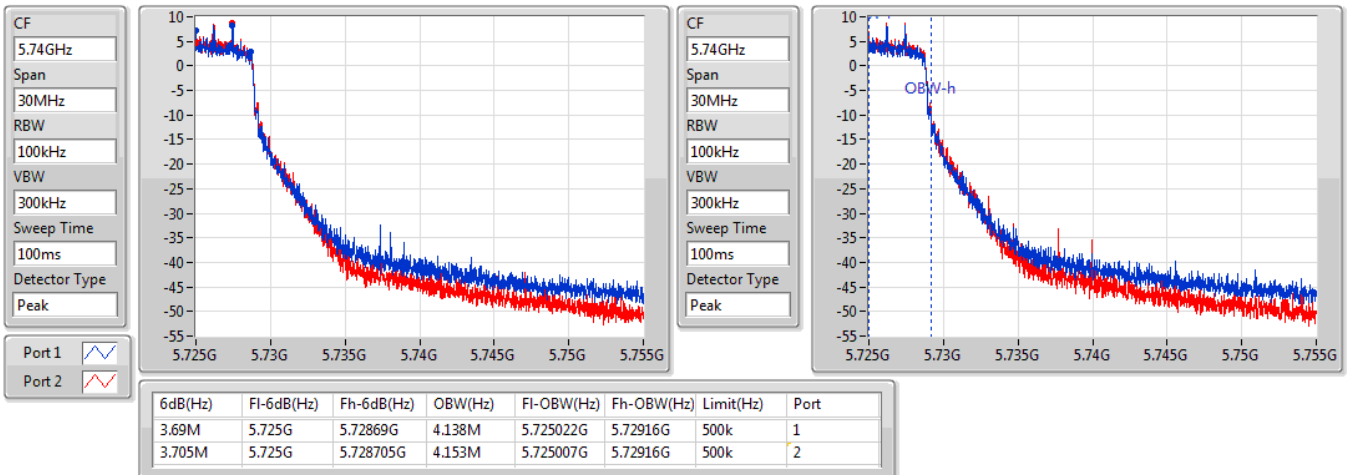 CF
5.74GHz
Span
30MHz
RBW
100kHz
VBW
300kHz
Sweep Time
100ms
Detector Type
Peak
Port 1
Port 2
10
5
0
-5
-10
-15
-20
-25
-30
-35
-40
-45
-50
-55
5.725G 5.73G 5.735G 5.74G 5.745G 5.75G 5.755G
CF
5.74GHz
Span
30MHz
RBW
100kHz
VBW
300kHz
Sweep Time
100ms
Detector Type
Peak
10
5
0
-5
-10
-15
-20
-25
-30
-35
-40
-45
-50
-55
OBW-h
5.725G 5.73G 5.735G 5.74G 5.745G 5.75G 5.755G
6dB(Hz) Fl-6dB(Hz) Fh-6dB(Hz) OBW(Hz) Fl-OBW(Hz) Fh-OBW(Hz) Limit(Hz) Port
3.69M 5.725G 5.72869G 4.138M 5.725022G 5.72916G 500k 1
3.705M 5.725G 5.728705G 4.153M 5.725007G 5.72916G 500k 2